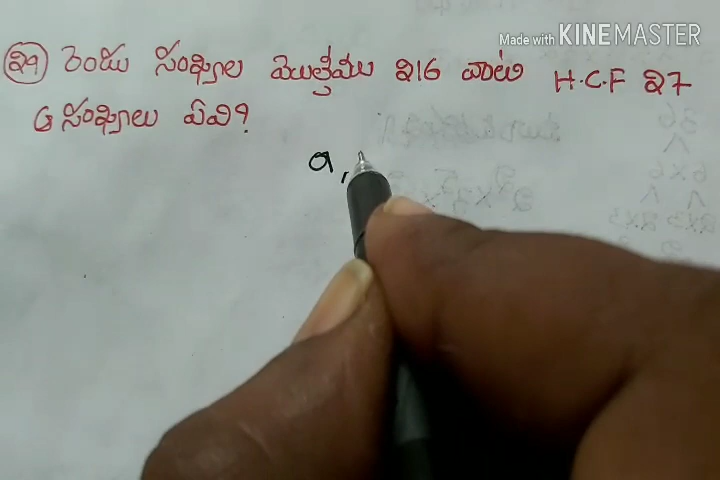 Made with KINEMASTER
29 రెండు సంఖ్యల మొత్తము 216 వాటి H.C.F 27
ఆ సంఖ్యలు ఏవి?
a,